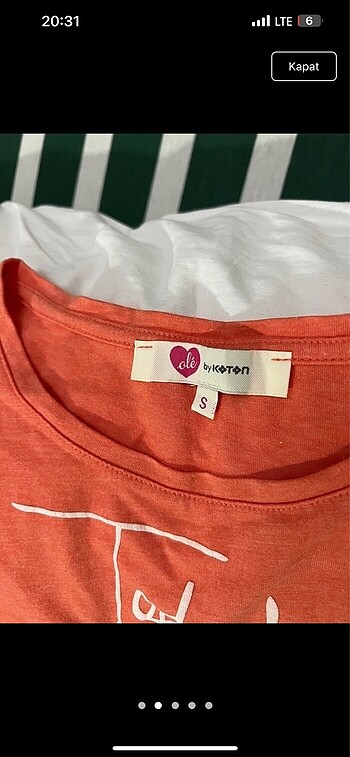 20:31
LTE 6
Kapat
olé by KOTON
S